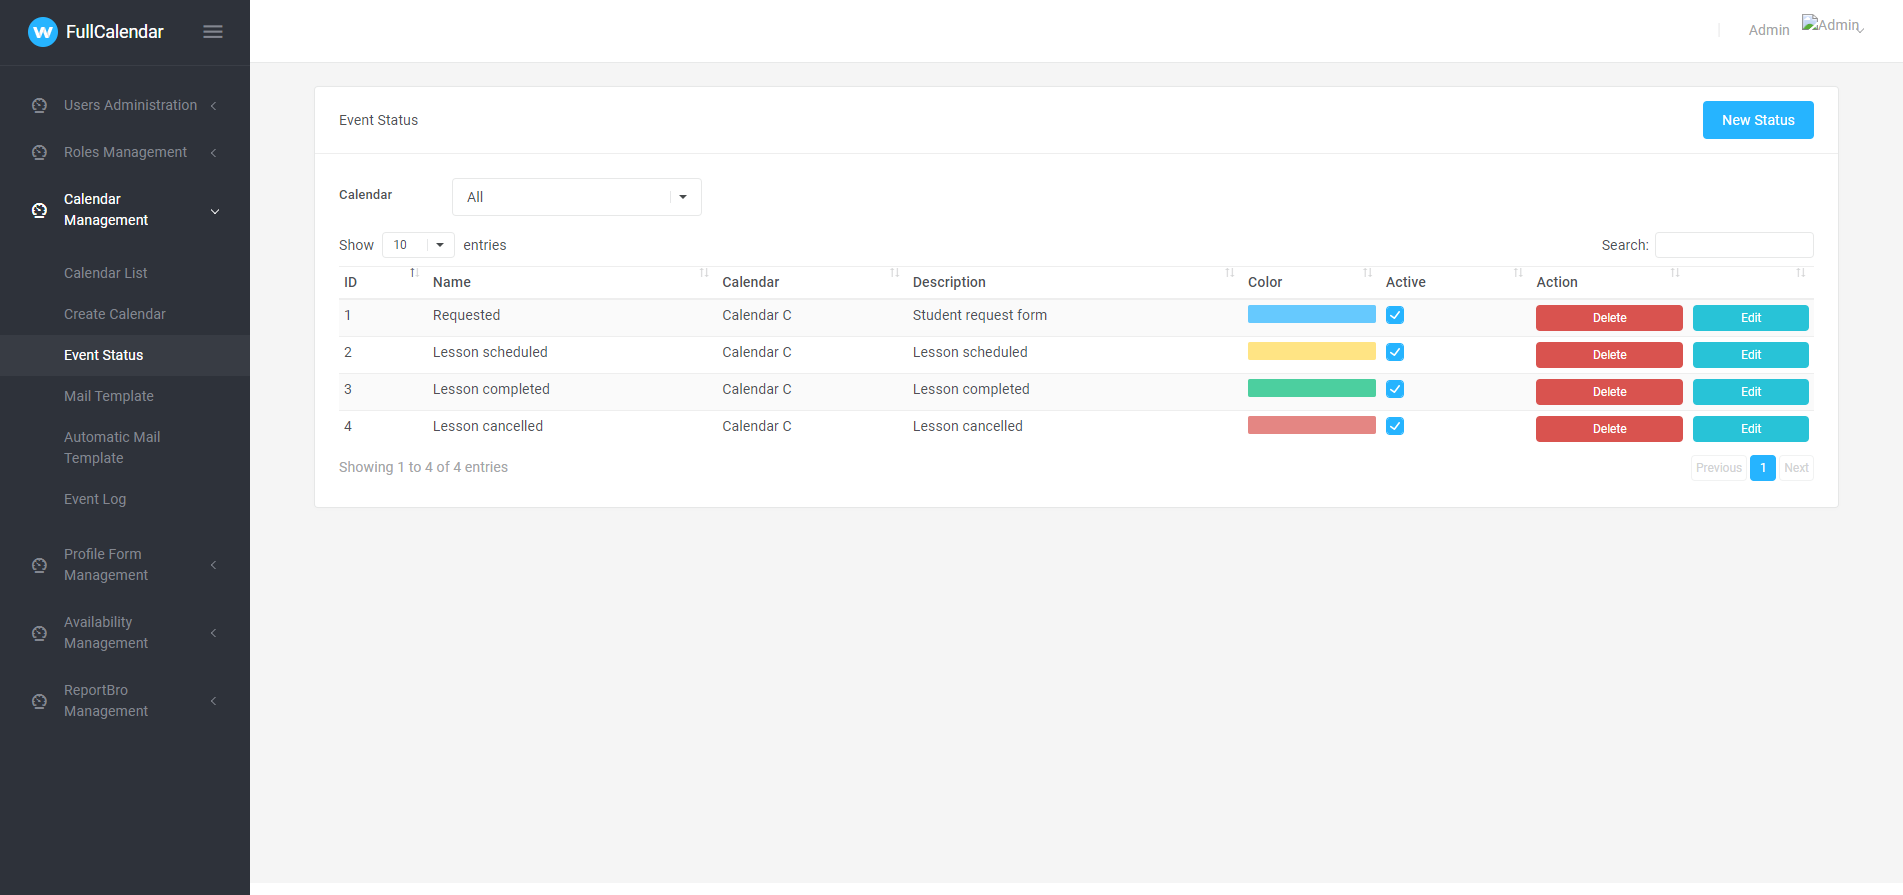 W FullCalendar
Admin Admin
Users Administration
Roles Management
Calendar
Management
Calendar List
Create Calendar
Event Status
Mail Template
Automatic Mail
Template
Event Log
Profile Form
Management
Availability
Management
ReportBro
Management
Event Status New Status
Calendar All
Show 10 entries Search:
ID Name Calendar Description Color Active Action
1 Requested Calendar C Student request form Delete Edit
2 Lesson scheduled Calendar C Lesson scheduled Delete Edit
3 Lesson completed Calendar C Lesson completed Delete Edit
4 Lesson cancelled Calendar C Lesson cancelled Delete Edit
Showing 1 to 4 of 4 entries Previous 1 Next